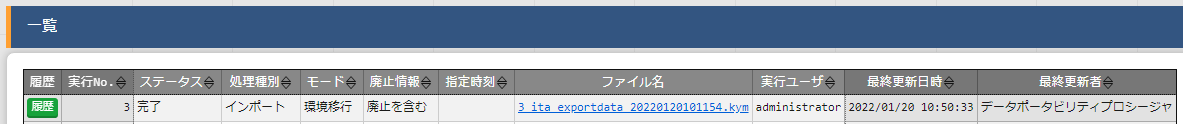 一覧
履歴 実行No. ステータス 処理種別 モード 廃止情報 指定時刻 ファイル名 実行ユーザ 最終更新日時 最終更新者
履歴 3 完了 インポート 環境移行 廃止を含む 3_ita_exportdata_20220120101154.kym administrator 2022/01/20 10:50:33 データポータビリティプロシージャ